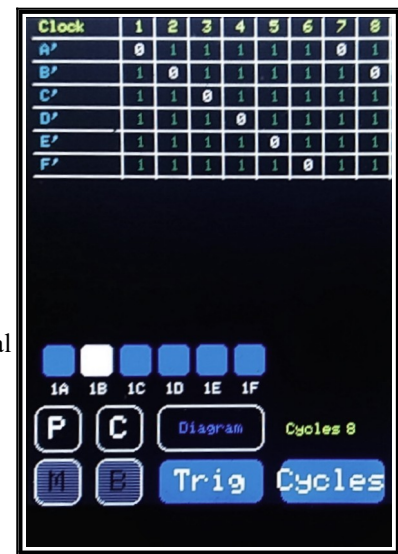 Clock 1 2 3 4 5 6 7 8
A' 0 1 1 1 1 1 0 1
B' 1 0 1 1 1 1 1 0
C' 1 1 0 1 1 1 1 1
D' 1 1 1 0 1 1 1 1
E' 1 1 1 1 0 1 1 1
F' 1 1 1 1 1 0 1 1
al
1A 1B 1C 1D 1E 1F
P C Diagram Cycles 8
M B Trig Cycles